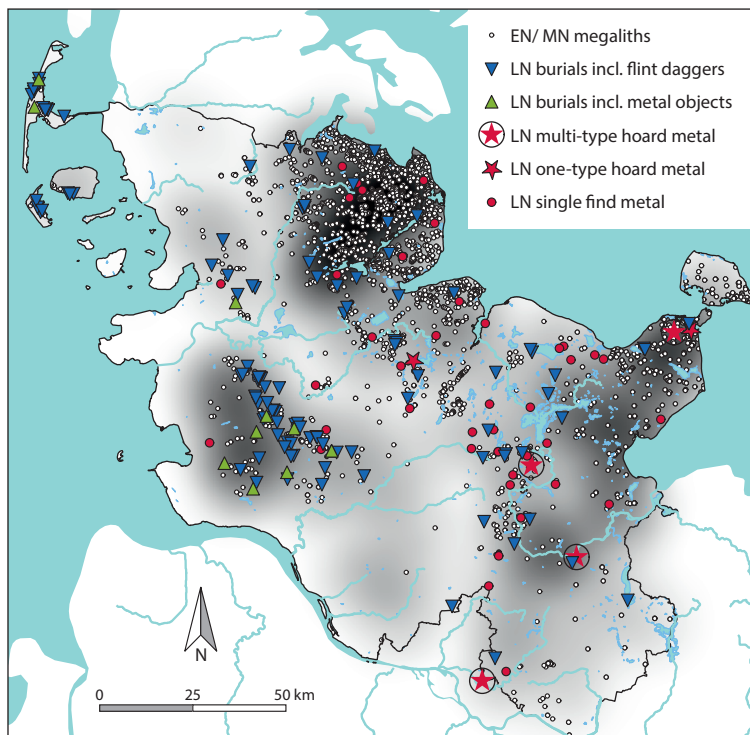 EN/ MN megaliths
LN burials incl. flint daggers
LN burials incl. metal objects
LN multi-type hoard metal
LN one-type hoard metal
LN single find metal
N
0 25 50 km